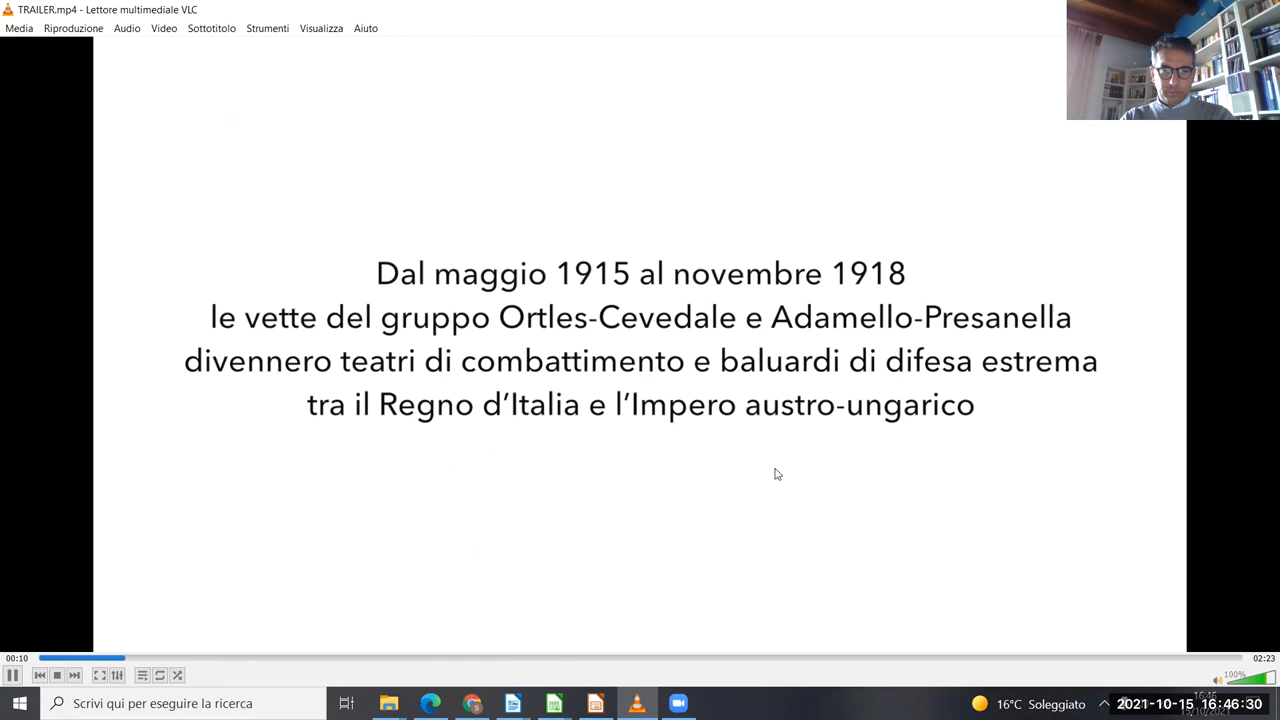 TRAILER.mp4 - Lettore multimediale VLC
Media Riproduzione Audio Video Sottotitolo Strumenti Visualizza Aiuto
Dal maggio 1915 al novembre 1918
le vette del gruppo Ortles-Cevedale e Adamello-Presanella
divennero teatri di combattimento e baluardi di difesa estrema
tra il Regno d’Italia e l’Impero austro-ungarico
00:10 02:23
100%
Scrivi qui per eseguire la ricerca
16°C Soleggiato
16:46
2021-10-15 16:46:30